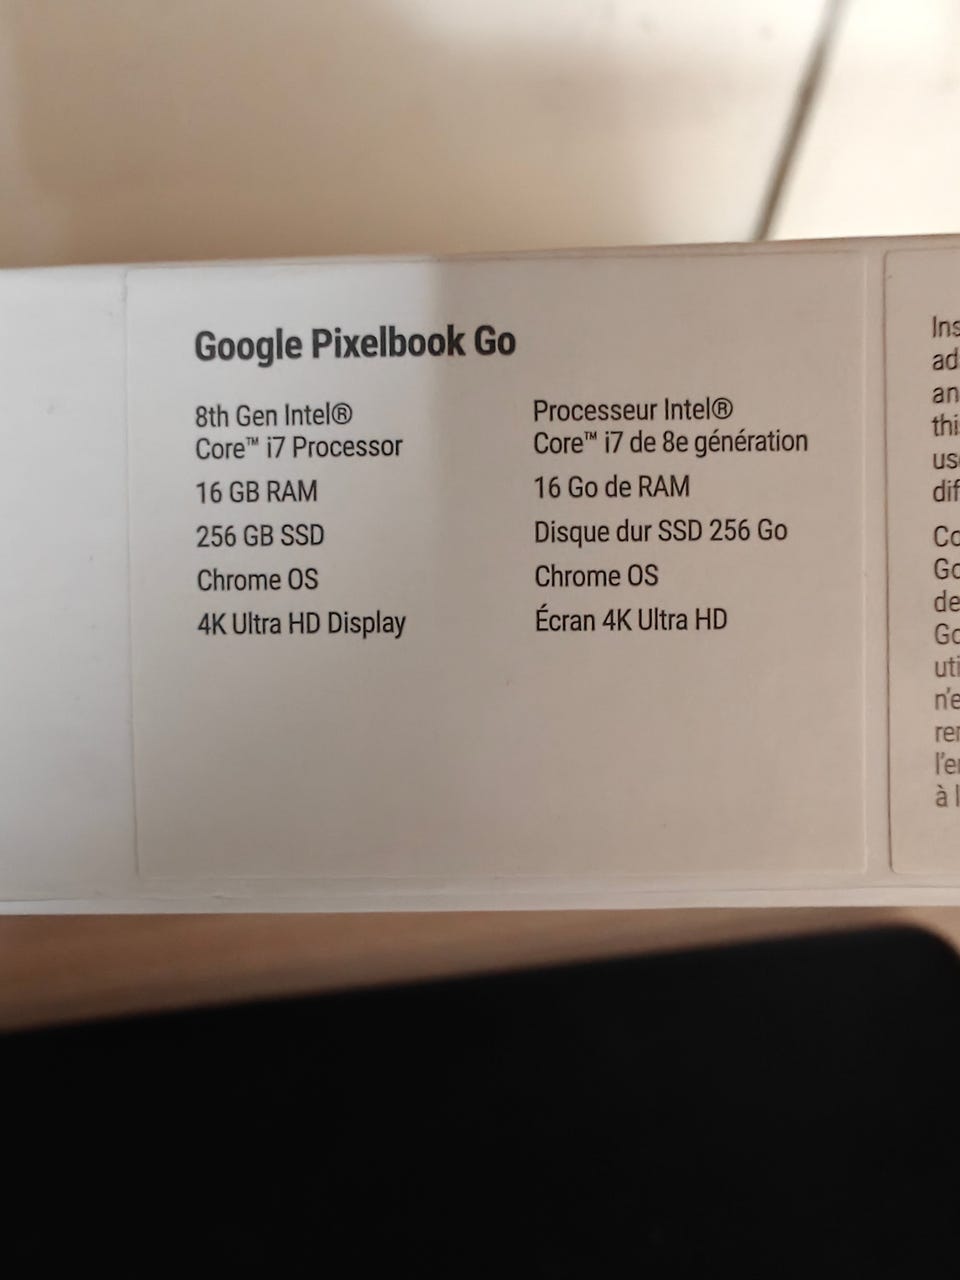 Google Pixelbook Go
8th Gen Intel®
Core™ i7 Processor
16 GB RAM
256 GB SSD
Chrome OS
4K Ultra HD Display
Processeur Intel®
Core™ i7 de 8e génération
16 Go de RAM
Disque dur SSD 256 Go
Chrome OS
Écran 4K Ultra HD